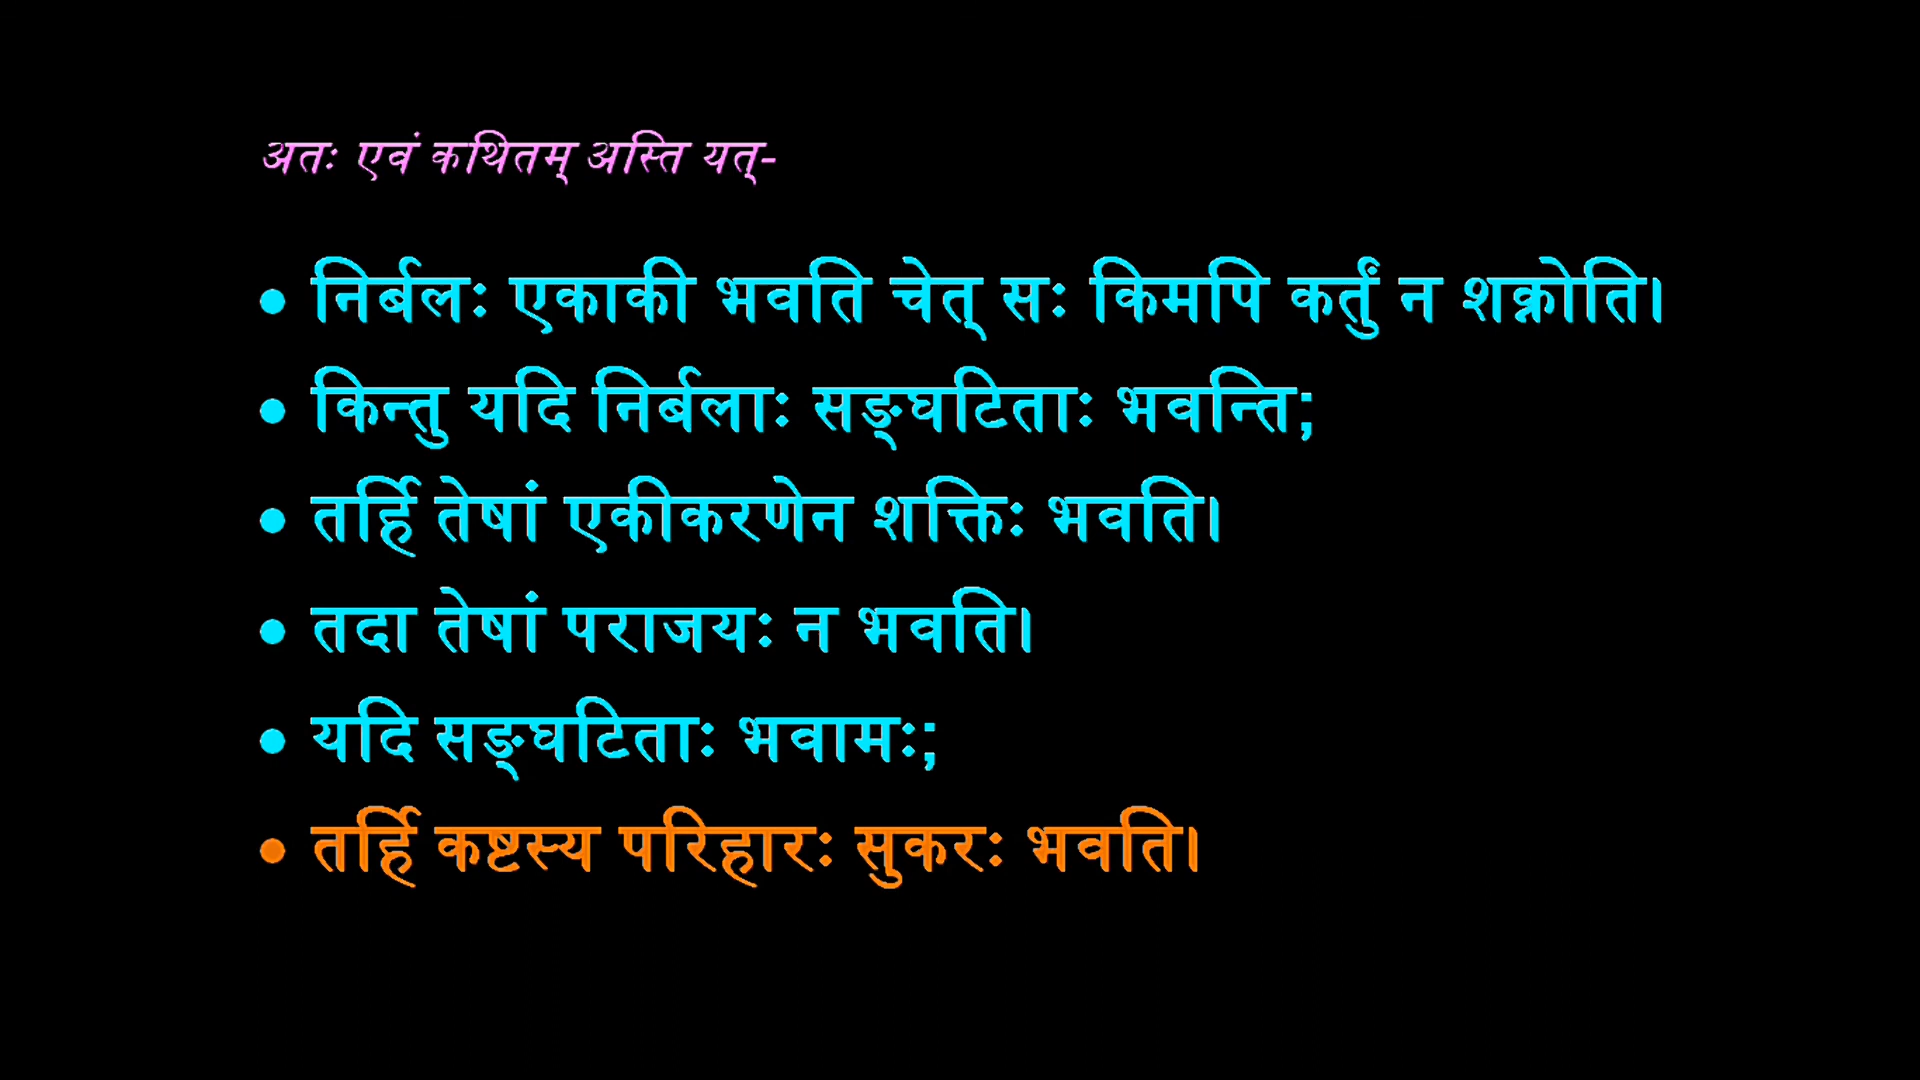 अतः एवं कथितम् अस्ति यत्-
• निर्बलः एकाकी भवति चेत् सः किमपि कर्तुं न शक्नोति।
• किन्तु यदि निर्बलाः सङ्घटिताः भवन्ति;
• तर्हि तेषां एकीकरणेन शक्तिः भवति।
• तदा तेषां पराजयः न भवति।
• यदि सङ्घटिताः भवामः;
• तर्हि कष्टस्य परिहारः सुकरः भवति।